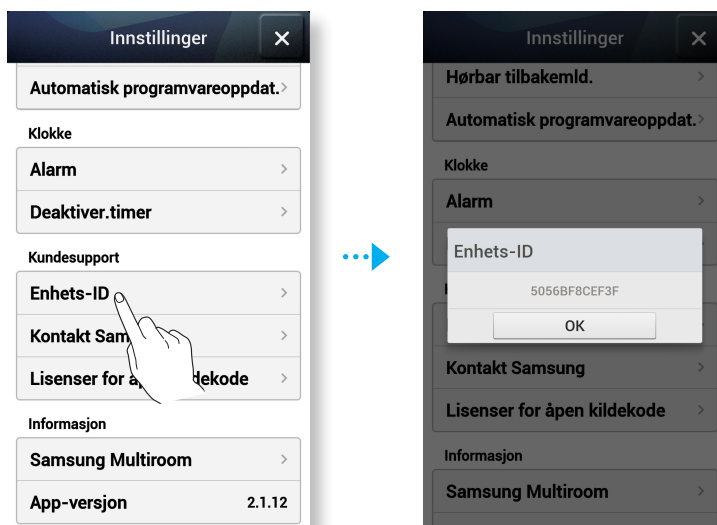 Innstillinger
Automatisk programvareoppdat.
Klokke
Alarm
Deaktiver.timer
Kundesupport
Enhets-ID
Kontakt Sam
Lisenser for å dekode
Informasjon
Samsung Multiroom
App-versjon 2.1.12
Innstillinger
Hørbar tilbakemld.
Automatisk programvareoppdat.
Klokke
Alarm
Enhets-ID
5056BF8CEF3F
OK
Kontakt Samsung
Lisenser for åpen kildekode
Informasjon
Samsung Multiroom